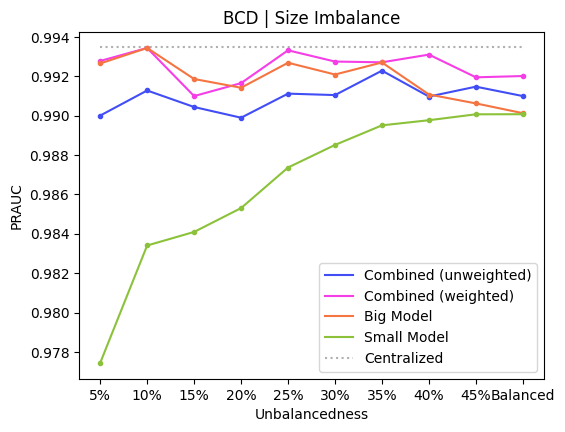 BCD | Size Imbalance
PRAUC
0.994
0.992
0.990
0.988
0.986
0.984
0.982
0.980
0.978
Combined (unweighted)
Combined (weighted)
Big Model
Small Model
Centralized
5% 10% 15% 20% 25% 30% 35% 40% 45% Balanced
Unbalancedness